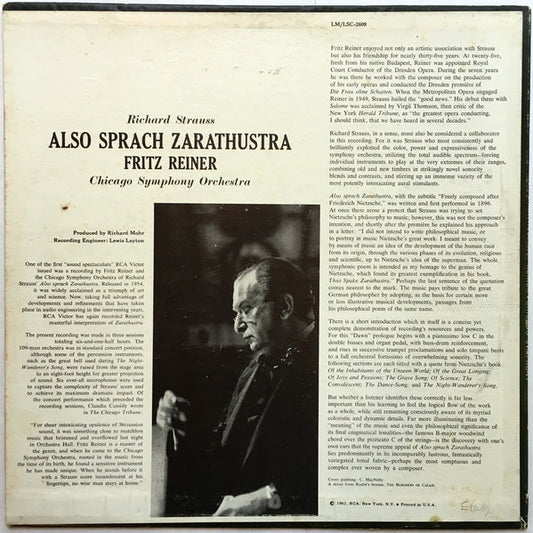 LM/LSC-2609
Richard Strauss
ALSO SPRACH ZARATHUSTRA
FRITZ REINER
Chicago Symphony Orchestra
Produced by Richard Mohr
Recording Engineer: Lewis Layton
One of the first "sound spectaculars" RCA Victor
issued was a recording by Fritz Reiner and
the Chicago Symphony Orchestra of Richard
Strauss' Also sprach Zarathustra. Released in 1954,
it was widely acclaimed as a triumph of art
and science. Now, taking full advantage of
developments and refinements that have taken
place in audio engineering in the intervening years,
RCA Victor has again recorded Reiner's
masterful interpretation of Zarathustra.
The present recording was made in three sessions
totaling six-and-one-half hours. The
109-man orchestra was in standard concert position,
although some of the percussion instruments,
such as the great bell used during The Night-
Wanderer's Song, were raised from the stage area
to an eight-foot height for greater projection
of sound. Six over-all microphones were used
to capture the complexity of Strauss' score and
to achieve its maximum dramatic impact. Of
the concert performance which preceded the
recording sessions, Claudia Cassidy wrote
in The Chicago Tribune:
"For sheer intoxicating opulence of Straussian
sound, it was something close to matchless
music that brimmed and overflowed last night
in Orchestra Hall. Fritz Reiner is a master of
the genre, and when he came to the Chicago
Symphony Orchestra, rooted in the music from
the time of its birth, he found a sensitive instrument
he has made unique. When he stands before it
with a Strauss score incandescent at his
fingertips, no wise man stays at home."
Fritz Reiner enjoyed not only an artistic association with Strauss
but also his friendship for nearly thirty-five years. At twenty-five,
fresh from his native Budapest, Reiner was appointed Royal
Court Conductor of the Dresden Opera. During the seven years
he was there he worked with the composer on the production
of his early operas and conducted the Dresden première of
Die Frau ohne Schatten. When the Metropolitan Opera engaged
Reiner in 1949, Strauss hailed the "good news." His debut there with
Salome was acclaimed by Virgil Thomson, then critic of the
New York Herald Tribune, as "the greatest opera conducting,
I should think, that we have heard in several decades."
Richard Strauss, in a sense, must also be considered a collaborator
in this recording. For it was Strauss who most consistently and
brilliantly exploited the color, power and expressiveness of the
symphony orchestra, utilizing the total audible spectrum—forcing
individual instruments to play at the very extremes of their ranges,
combining old and new timbres in strikingly novel sonority
blends and contrasts, and stirring up an immense variety of the
most potently intoxicating aural stimulants.
Also sprach Zarathustra, with the subtitle "Freely composed after
Friederich Nietzsche," was written and first performed in 1896.
At once there arose a protest that Strauss was trying to set
Nietzsche's philosophy to music; however, this was not the composer's
intention, and shortly after the première he explained his approach
in a letter: "I did not intend to write philosophical music, or
to portray in music Nietzsche's great work. I meant to convey
by means of music an idea of the development of the human race
from its origin, through the various phases of its evolution, religious
and scientific, up to Nietzsche's idea of the superman. The whole
symphonic poem is intended as my homage to the genius of
Nietzsche, which found its greatest exemplification in his book,
Thus Spake Zarathustra." Perhaps the last sentence of the quotation
comes nearest to the mark. The music pays tribute to the great
German philosopher by adopting, as the basis for certain more
or less illustrative musical developments, passages from
his philosophical poem of the same name.
There is a short introduction which in itself is a concise yet
complete demonstration of recording's resources and powers.
For this "Dawn" prologue begins with a pianissimo low C in the
double basses and organ pedal, with bass-drum reinforcement,
and rises in successive trumpet proclamations and solo timpani beats
to a full orchestral fortissimo of overwhelming sonority. The
following sections are each titled with a quote from Nietzsche's book:
Of the Inhabitants of the Unseen World; Of the Great Longing;
Of Joys and Passions; The Grave Song; Of Science; The
Convalescent; The Dance-Song; and The Night-Wanderer's Song.
But whether a listener identifies these correctly is far less
important than his learning to feel the logical flow of the work
as a whole, while still remaining consciously aware of its myriad
coloristic and dynamic details. Far more illuminating than the
"meaning" of the music and even the philosophical significance of
its final enigmatical tonalities—the famous B-major woodwind
chord over the pizzicato C of the strings—is the discovery with one's
own ears that the supreme appeal of Also sprach Zarathustra
lies predominantly in its incomparably lustrous, fantastically
variegated tonal fabric—perhaps the most sumptuous and
complex ever woven by a composer.
Cover painting: C. MacNelly
© 1962, RCA, New York, N.Y. • Printed in U.S.A.